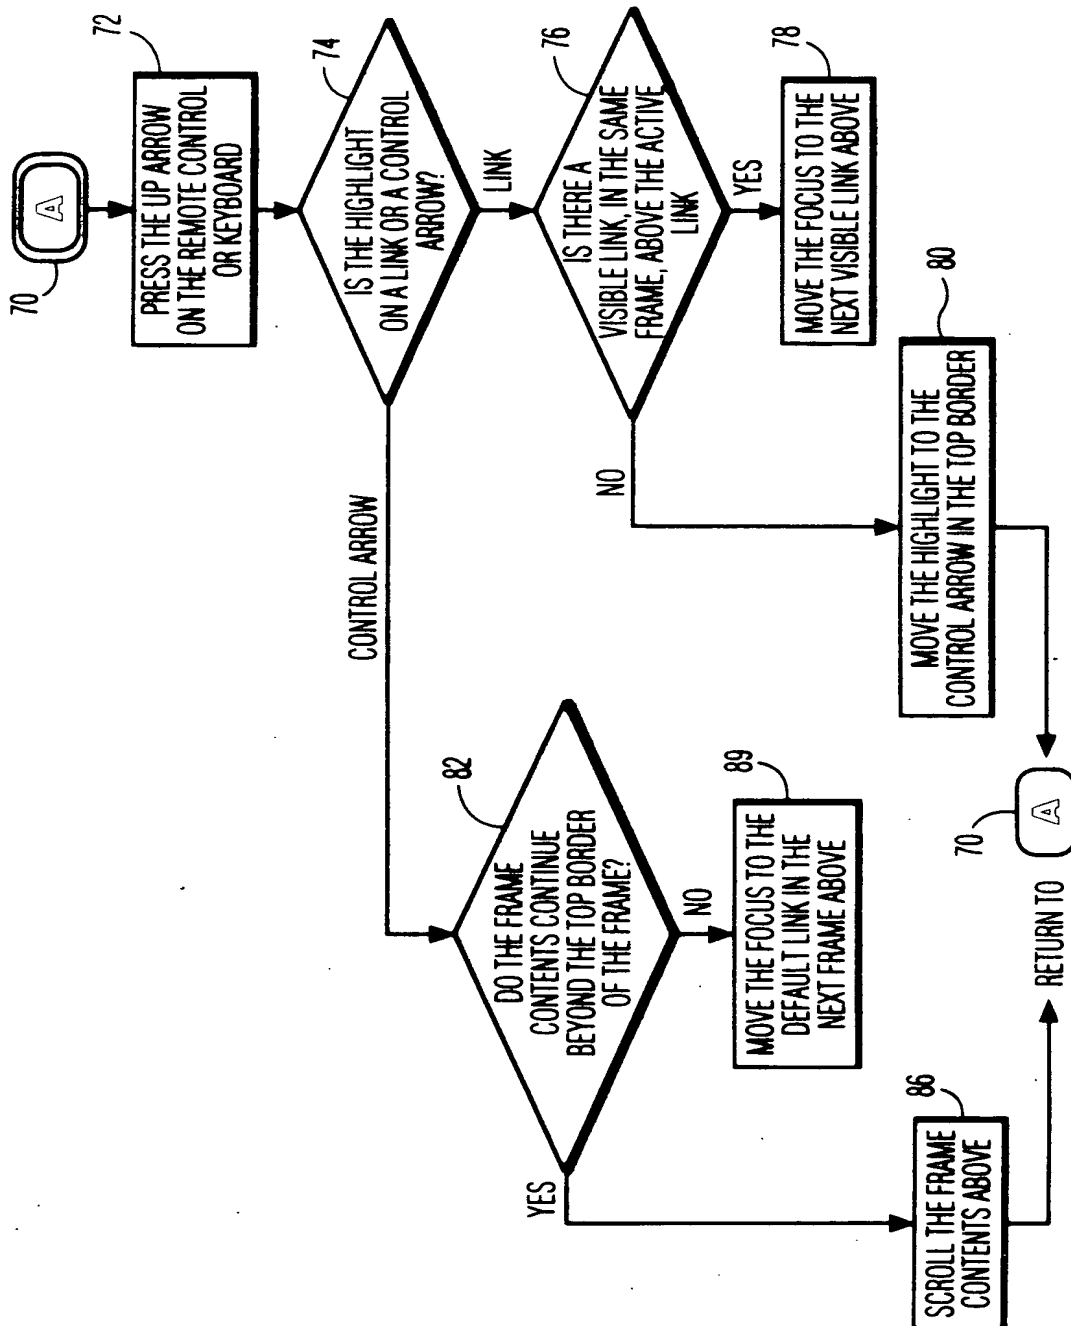 70
A
72
PRESS THE UP ARROW
ON THE REMOTE CONTROL
OR KEYBOARD
74
IS THE HIGHLIGHT
ON A LINK OR A CONTROL
ARROW?
LINK
CONTROL ARROW
76
IS THERE A
VISIBLE LINK, IN THE SAME
FRAME, ABOVE THE ACTIVE
LINK
YES
NO
78
MOVE THE FOCUS TO THE
NEXT VISIBLE LINK ABOVE
80
MOVE THE HIGHLIGHT TO THE
CONTROL ARROW IN THE TOP BORDER
82
DO THE FRAME
CONTENTS CONTINUE
BEYOND THE TOP BORDER
OF THE FRAME?
NO
YES
89
MOVE THE FOCUS TO THE
DEFAULT LINK IN THE
NEXT FRAME ABOVE
86
SCROLL THE FRAME
CONTENTS ABOVE
RETURN TO
70
A